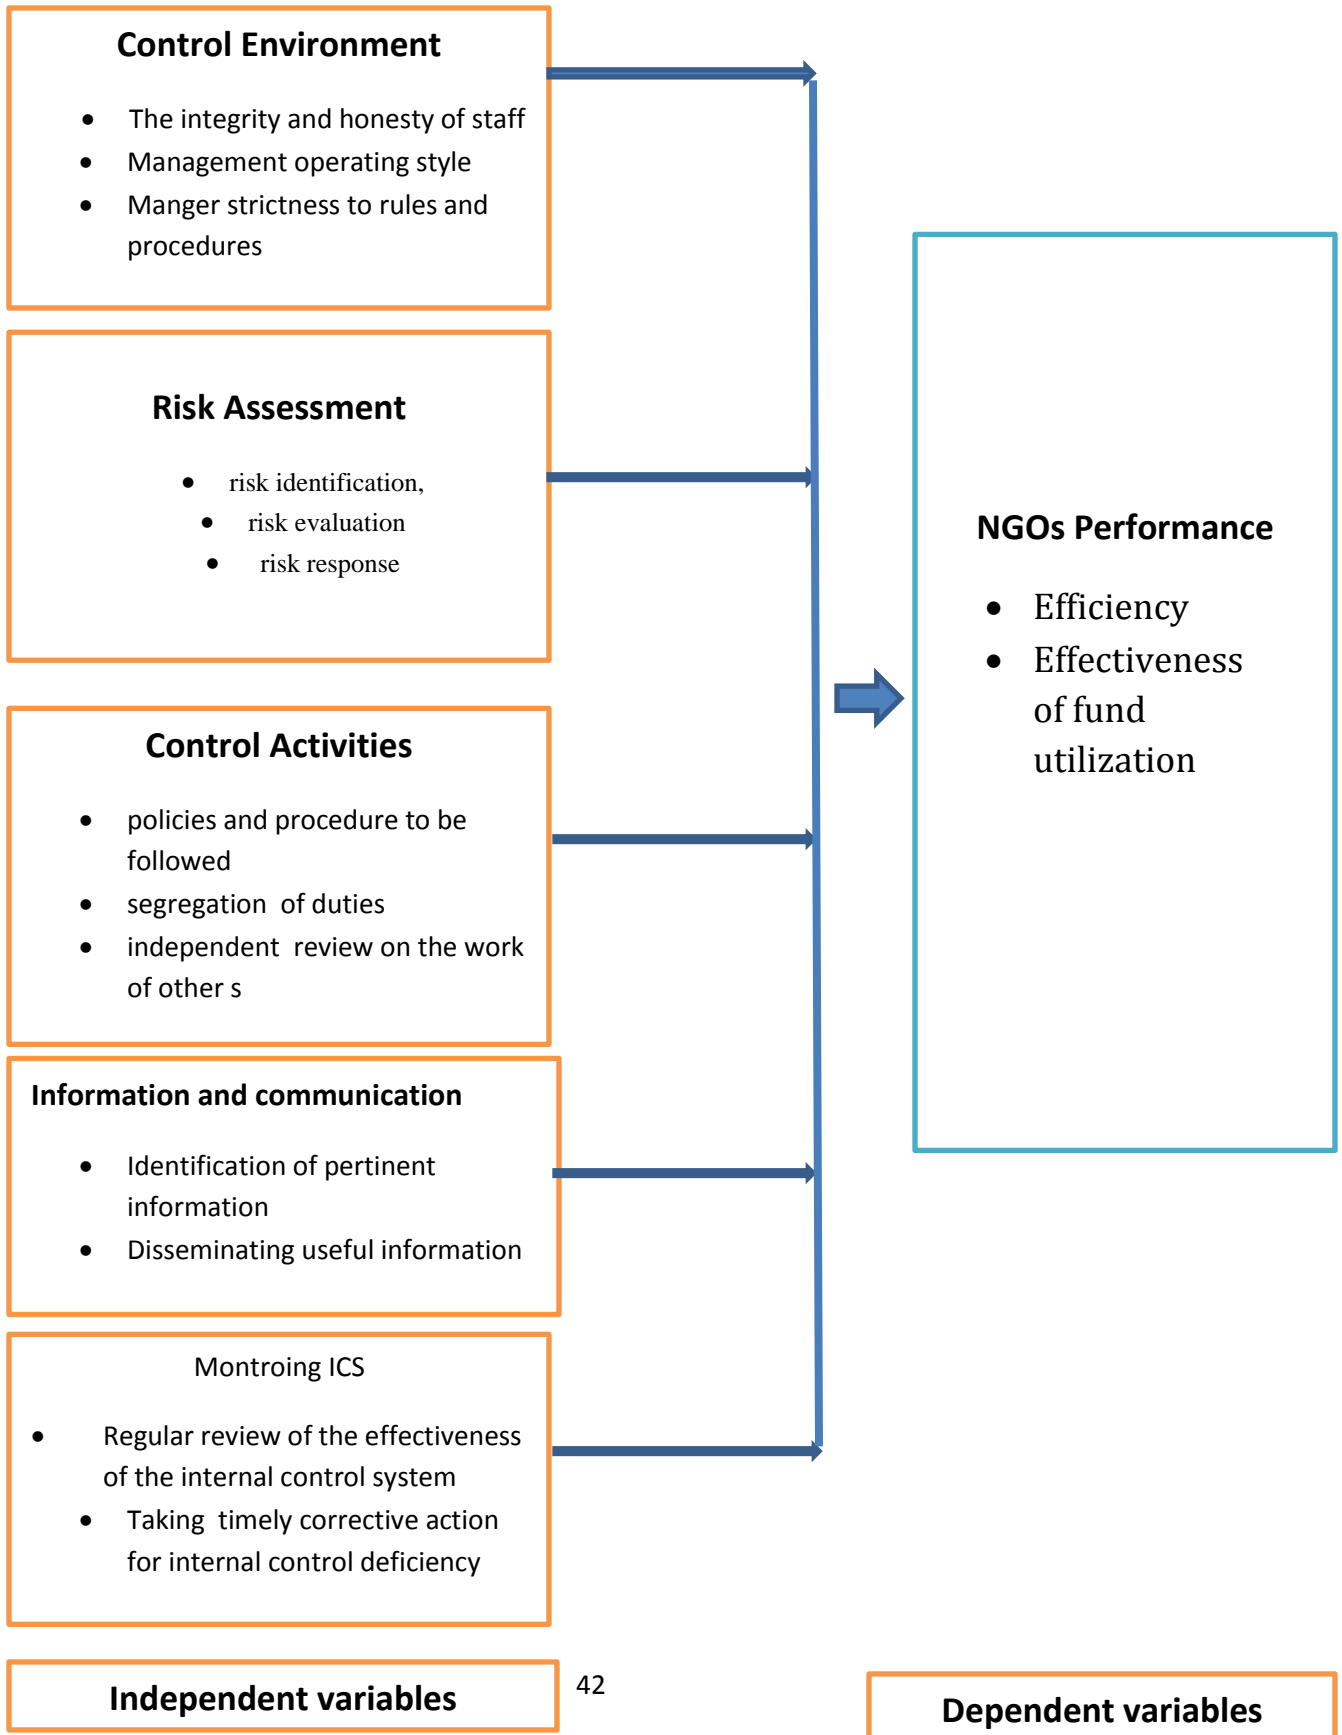 Control Environment
• The integrity and honesty of staff
• Management operating style
• Manger strictness to rules and
procedures
Risk Assessment
• risk identification,
• risk evaluation
• risk response
Control Activities
• policies and procedure to be
followed
• segregation of duties
• independent review on the work
of other s
Information and communication
• Identification of pertinent
information
• Disseminating useful information
Montroing ICS
• Regular review of the effectiveness
of the internal control system
• Taking timely corrective action
for internal control deficiency
NGOs Performance
• Efficiency
• Effectiveness
of fund
utilization
Independent variables
42
Dependent variables